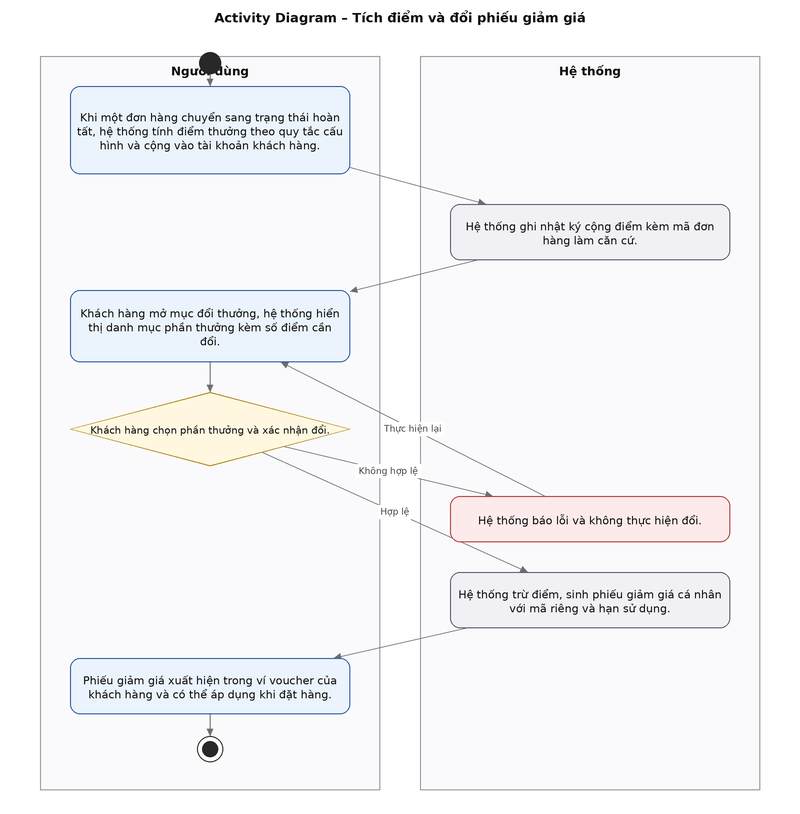 Activity Diagram – Tích điểm và đổi phiếu giảm giá
Người dùng
Hệ thống
Khi một đơn hàng chuyển sang trạng thái hoàn
tất, hệ thống tính điểm thưởng theo quy tắc cấu
hình và cộng vào tài khoản khách hàng.
Hệ thống ghi nhật ký cộng điểm kèm mã đơn
hàng làm căn cứ.
Khách hàng mở mục đổi thưởng, hệ thống hiển
thị danh mục phần thưởng kèm số điểm cần
đổi.
Khách hàng chọn phần thưởng và xác nhận đổi.
Thực hiện lại
Không hợp lệ
Hợp lệ
Hệ thống báo lỗi và không thực hiện đổi.
Hệ thống trừ điểm, sinh phiếu giảm giá cá nhân
với mã riêng và hạn sử dụng.
Phiếu giảm giá xuất hiện trong ví voucher của
khách hàng và có thể áp dụng khi đặt hàng.